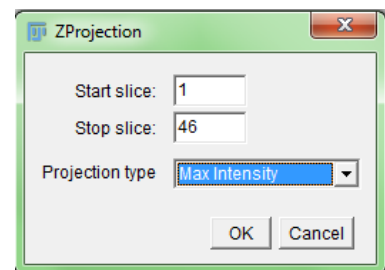 ZProjection
Start slice: 1
Stop slice: 46
Projection type Max Intensity
OK Cancel